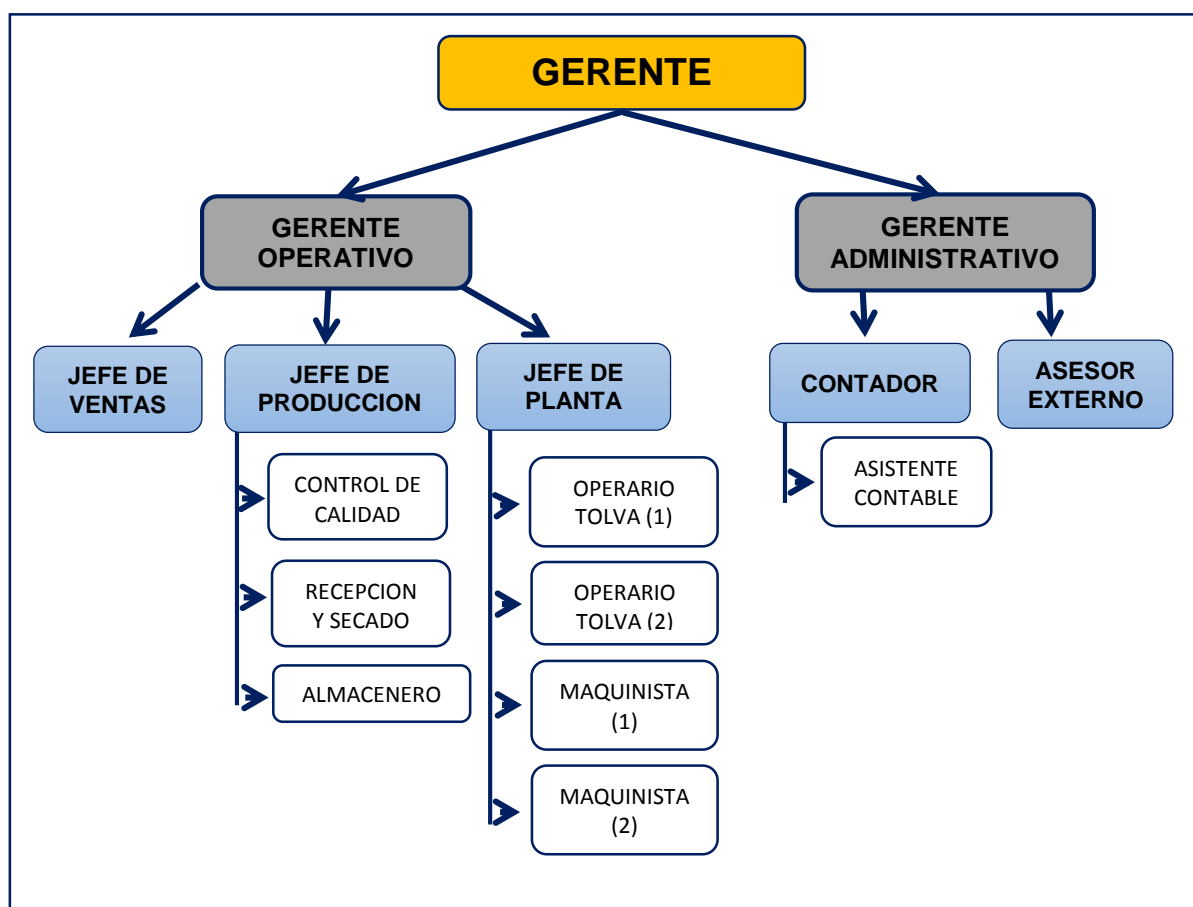 GERENTE
GERENTE
OPERATIVO
GERENTE
ADMINISTRATIVO
JEFE DE
VENTAS
JEFE DE
PRODUCCION
JEFE DE
PLANTA
CONTADOR
ASESOR
EXTERNO
CONTROL DE
CALIDAD
RECEPCION
Y SECADO
ALMACENERO
OPERARIO
TOLVA (1)
OPERARIO
TOLVA (2)
MAQUINISTA
(1)
MAQUINISTA
(2)
ASISTENTE
CONTABLE